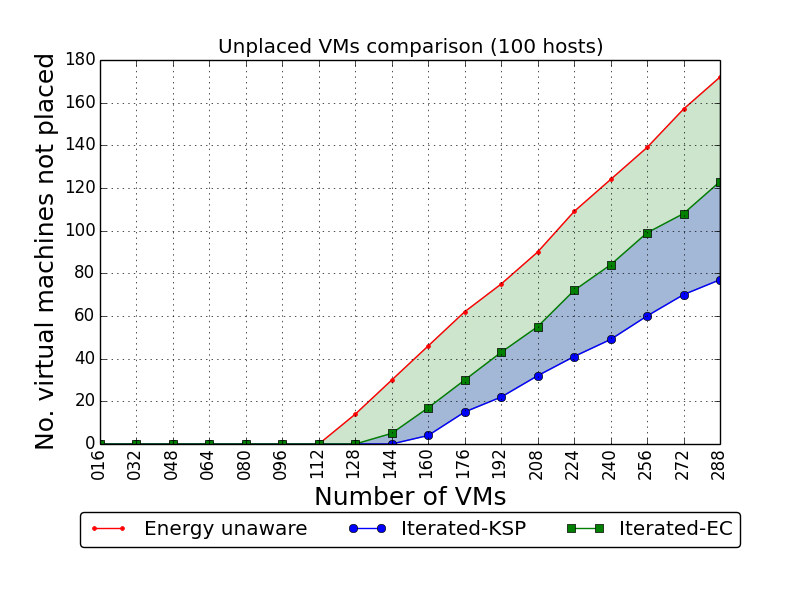 Unplaced VMs comparison (100 hosts)
No. virtual machines not placed
180
160
140
120
100
80
60
40
20
0
016 032 048 064 080 096 112 128 144 160 176 192 208 224 240 256 272 288
Number of VMs
Energy unaware Iterated-KSP Iterated-EC